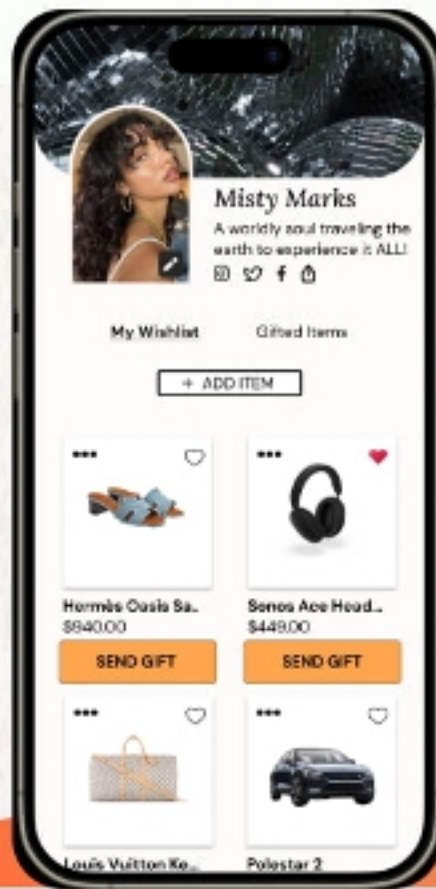 Misty Marks
A worldly soul traveling the
earth to experience it ALL!
My Wishlist Gifted Items
+ ADD ITEM
Hermès Oasis Sa... Sonos Ace Head...
$940.00 $449.00
SEND GIFT SEND GIFT
Louis Vuitton Ke... Polestar 2